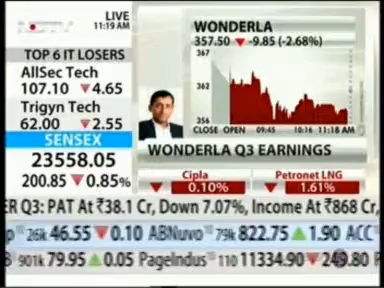 NDTV
LIVE
11:19 AM
TOP 6 IT LOSERS
AllSec Tech
107.10 ▼4.65
Trigyn Tech
62.00 ▼2.55
SENSEX
23558.05
200.85 ▼0.85%
WONDERLA
357.50 ▼ -9.85 (-2.68%)
367
362
356
CLOSE OPEN 09:45 10:16 11:18 AM
WONDERLA Q3 EARNINGS
Cipla
▼ 0.10%
Petronet LNG
▼ 1.61%
ER Q3: PAT At ₹38.1 Cr, Down 7.07%, Income At ₹868 Cr,
26k 46.55 ▼0.10 ABNuvo 79k 822.75 ▲1.90 ACC
B 901k 79.95 ▲0.05 PageIndus 110 11334.90 ▼249.80